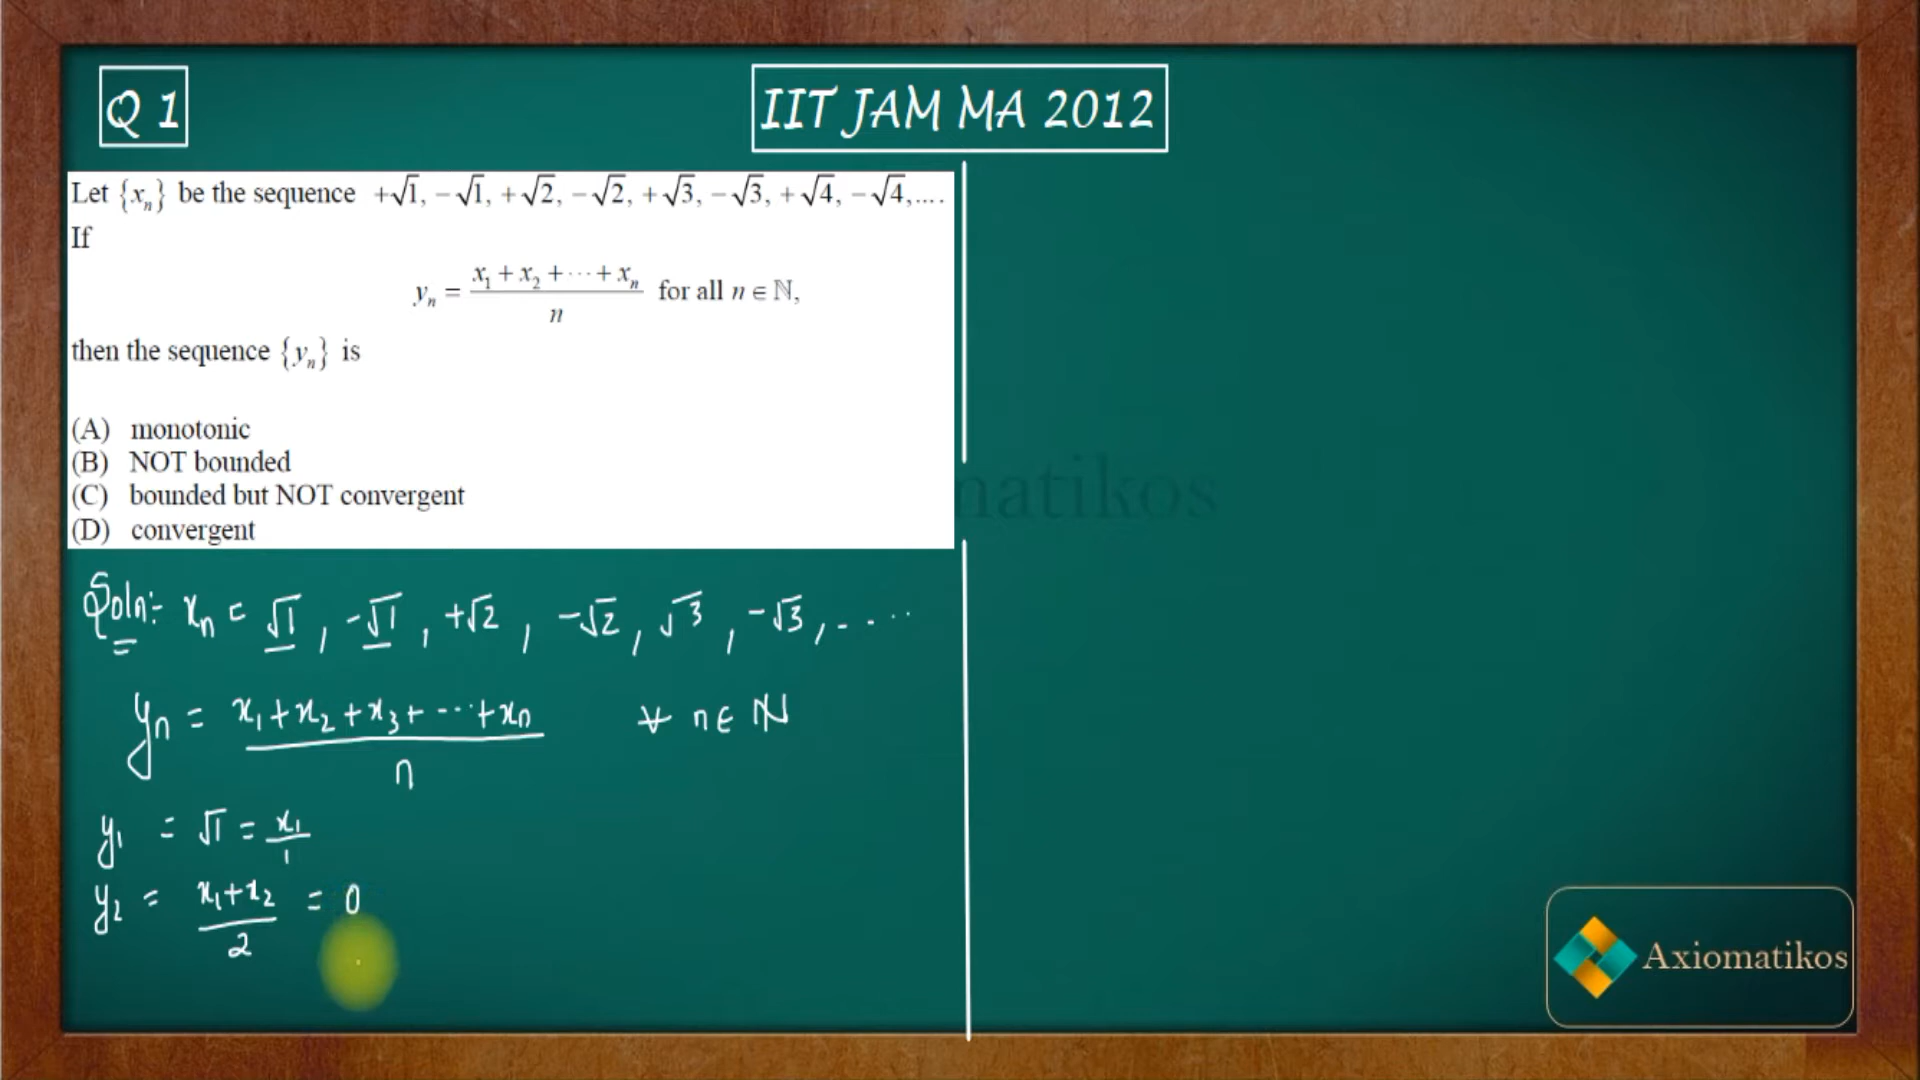 Q 1
IIT JAM MA 2012
Let {xₙ} be the sequence +√1, −√1, +√2, −√2, +√3, −√3, +√4, −√4,....
If
yₙ = (x₁ + x₂ + ··· + xₙ)/n for all n ∈ ℕ,
then the sequence {yₙ} is
(A) monotonic
(B) NOT bounded
(C) bounded but NOT convergent
(D) convergent
Soln:- xₙ = √1, -√1, +√2, -√2, √3, -√3, ....
yₙ = (x₁+x₂+x₃+···+xₙ)/n ∀ n∈ ℕ
y₁ = √1 = x₁/1
y₂ = (x₁+x₂)/2 = 0
matikos
Axiomatikos